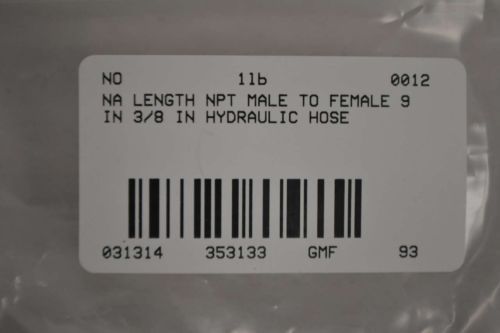 NO 11b 0012
NA LENGTH NPT MALE TO FEMALE 9
IN 3/8 IN HYDRAULIC HOSE
031314 353133 GMF 93